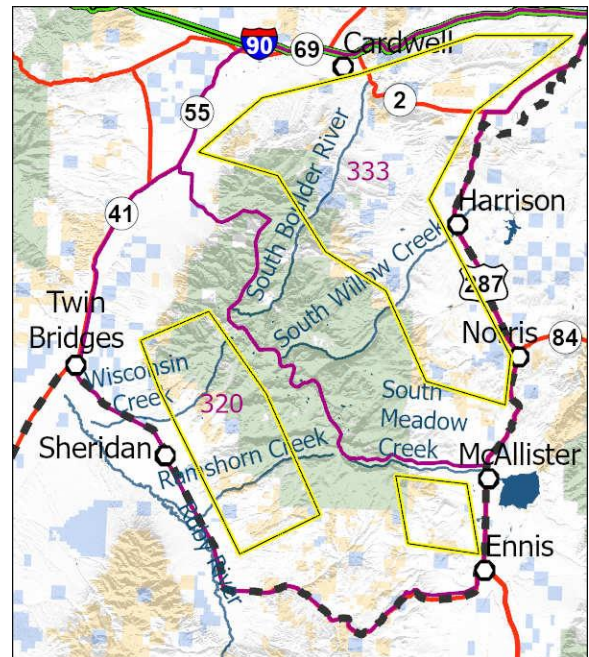 90
69
Cardwell
55
2
333
South Boulder River
41
Harrison
South Willow Creek
287
Twin
Bridges
Norris
84
Wisconsin
Creek
320
South
Meadow
Creek
Sheridan
Ramshorn Creek
McAllister
Ruby River
Ennis